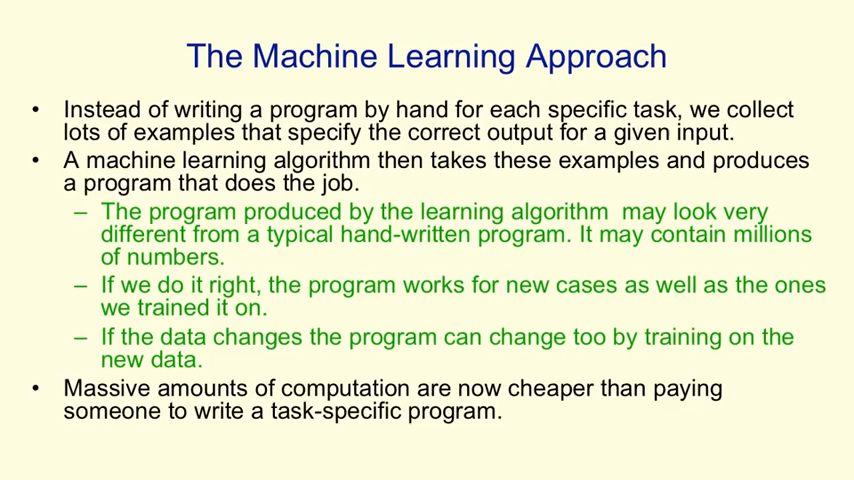 The Machine Learning Approach
• Instead of writing a program by hand for each specific task, we collect
lots of examples that specify the correct output for a given input.
• A machine learning algorithm then takes these examples and produces
a program that does the job.
– The program produced by the learning algorithm  may look very
different from a typical hand-written program. It may contain millions
of numbers.
– If we do it right, the program works for new cases as well as the ones
we trained it on.
– If the data changes the program can change too by training on the
new data.
• Massive amounts of computation are now cheaper than paying
someone to write a task-specific program.